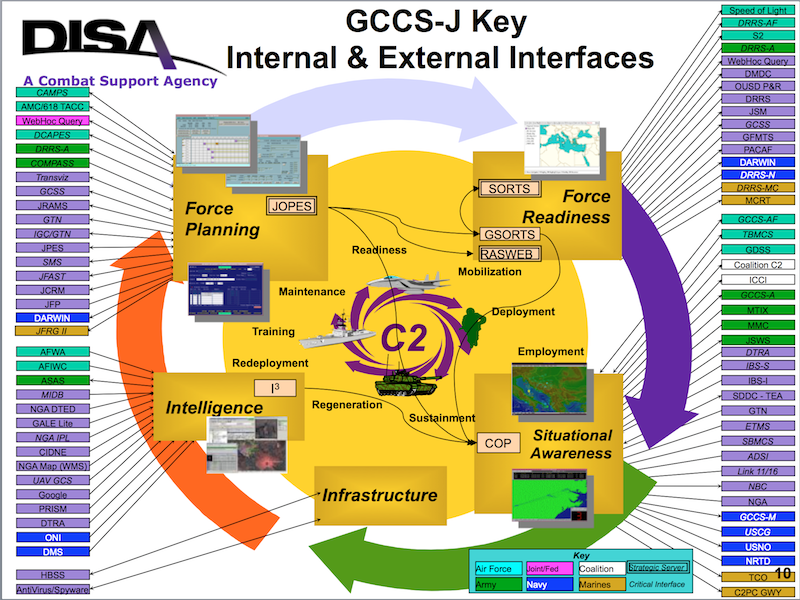 DISA
A Combat Support Agency
GCCS-J Key
Internal & External Interfaces
CAMPS
AMC/618 TACC
WebHoc Query
DCAPES
DRRS-A
COMPASS
Transviz
GCSS
JRAMS
GTN
IGC/GTN
JPES
SMS
JFAST
JCRM
JFP
DARWIN
JFRG II
AFWA
AFIWC
ASAS
MIDB
NGA DTED
GALE Lite
NGA IPL
CIDNE
NGA Map (WMS)
UAV GCS
Google
PRISM
DTRA
ONI
DMS
HBSS
AntiVirus/Spyware
Force
Planning
JOPES
SORTS
Force
Readiness
GSORTS
RASWEB
Readiness
Mobilization
Maintenance
Deployment
Training
C2
Employment
Redeployment
Regeneration
Sustainment
Intelligence
I³
COP
Situational
Awareness
Infrastructure
Speed of Light
DRRS-AF
S2
DRRS-A
WebHoc Query
DMDC
OUSD P&R
DRRS
JSM
GCSS
GFMTS
PACAF
DARWIN
DRRS-N
DRRS-MC
MCRT
GCSS-AF
TBMCS
GDSS
Coalition C2
ICCI
GCCS-A
MTIX
MMC
JSWS
DTRA
IBS-S
IBS-I
SDDC - TEA
GTN
ETMS
SBMCS
ADSI
Link 11/16
NBC
NGA
GCCS-M
USCG
USNO
NRTD
TCO
C2PC GWY
10
Key
Air Force
Joint/Fed
Coalition
Strategic Server
Army
Navy
Marines
Critical Interface